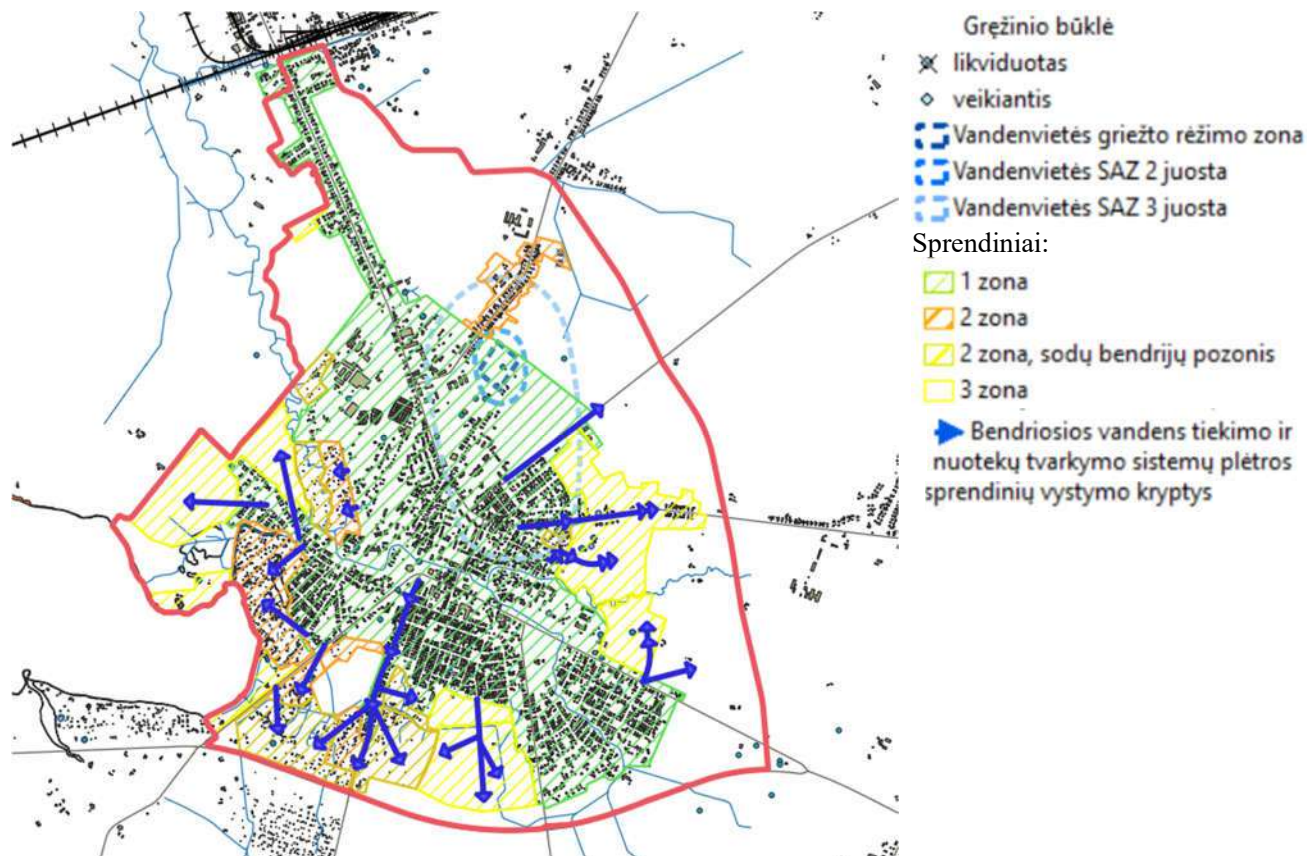 Gręžinio būklė
likviduotas
veikiantis
Vandenvietės griežto rėžimo zona
Vandenvietės SAZ 2 juosta
Vandenvietės SAZ 3 juosta
Sprendiniai:
1 zona
2 zona
2 zona, sodų bendrijų pozonis
3 zona
Bendriosios vandens tiekimo ir
nuotekų tvarkymo sistemų plėtros
sprendinių vystymo kryptys